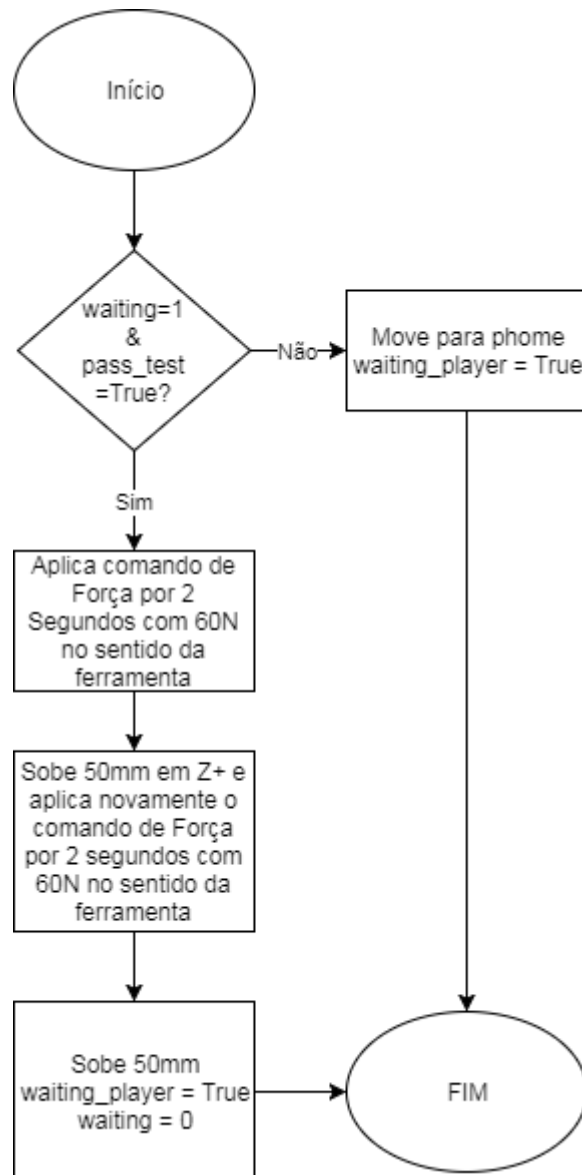 Início
waiting=1
&
pass_test
=True?
Não
Move para phome
waiting_player = True
Sim
Aplica comando de
Força por 2
Segundos com 60N
no sentido da
ferramenta
Sobe 50mm em Z+ e
aplica novamente o
comando de Força
por 2 segundos com
60N no sentido da
ferramenta
Sobe 50mm
waiting_player = True
waiting = 0
FIM